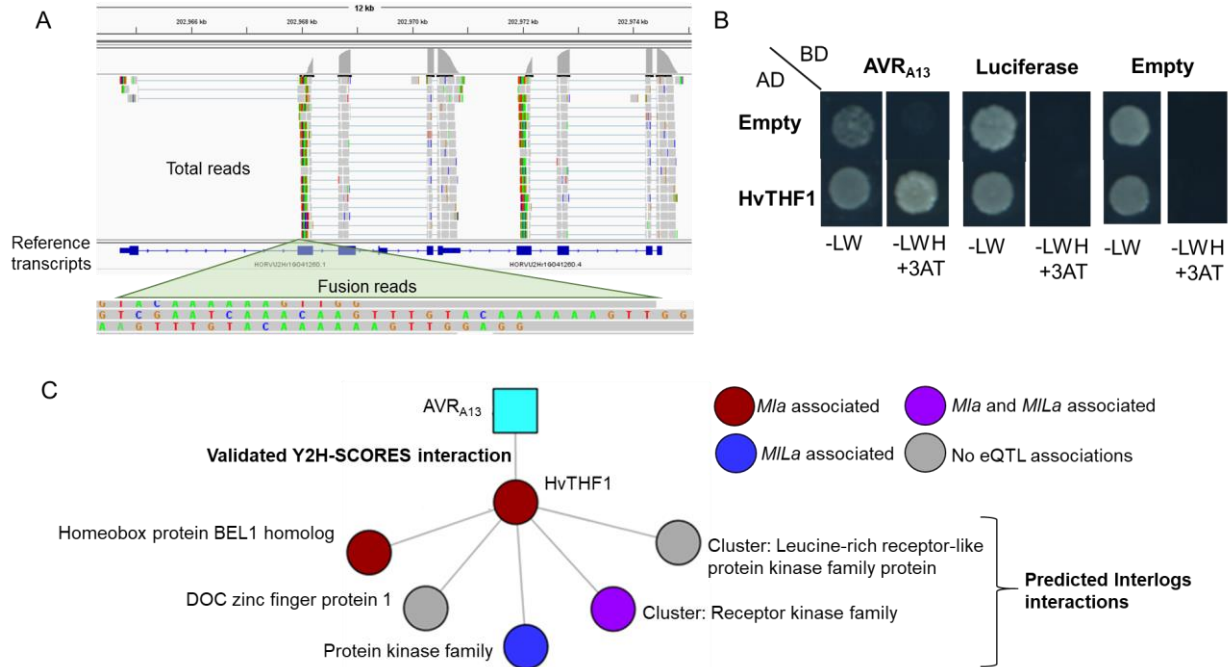 A
12 kb
202,966 kb
202,968 kb
202,970 kb
202,972 kb
202,974 kb
Total reads
Reference
transcripts
HORVU2Hr1G041260.1
HORVU2Hr1G041260.4
Fusion reads
G T A C A A A A A A G T T G G
G T C G A A T C A A A C A A G T T T G T A C A A A A A A G T T G G
A A G T T T G T A C A A A A A A G T T G G A G G
B
BD
AD
AVRA13
Luciferase
Empty
Empty
HvTHF1
-LW
-LWH
+3AT
-LW
-LWH
+3AT
-LW
-LWH
+3AT
C
AVRA13
Validated Y2H-SCORES interaction
HvTHF1
Homeobox protein BEL1 homolog
DOC zinc finger protein 1
Protein kinase family
Cluster: Receptor kinase family
Cluster: Leucine-rich receptor-like
protein kinase family protein
Mla associated
Mla and MlLa associated
MlLa associated
No eQTL associations
Predicted Interlogs
interactions